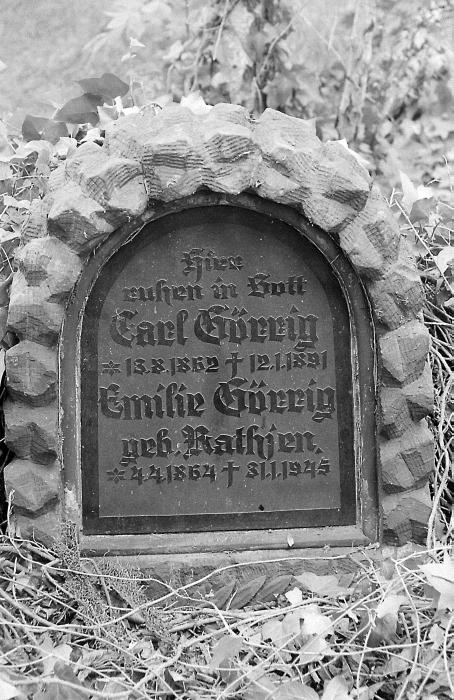 Hier
ruhen in Gott
Carl Görrig
*13.8.1862 †12.1.1891
Emilie Görrig
geb. Rathjen.
*4.4.1864 †31.1.1945